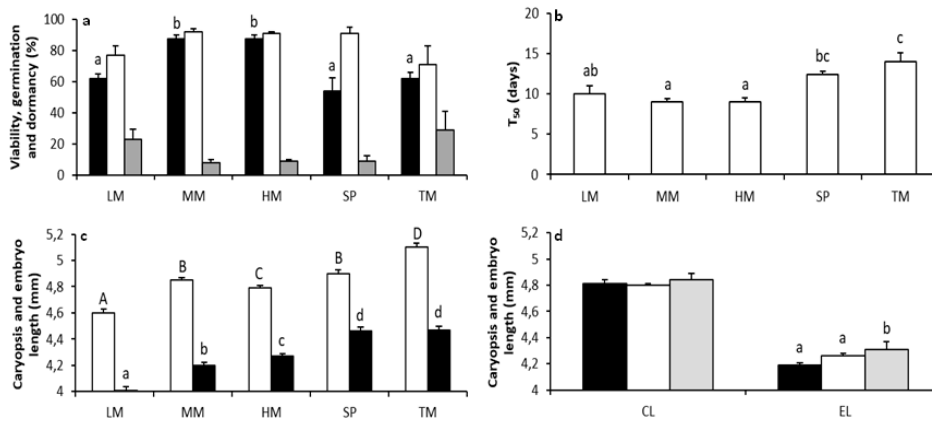 a
Viability, germination
and dormancy (%)
100
80
60
40
20
0
a b b a a
LM MM HM SP TM
b
T50 (days)
20
15
10
5
0
ab a a bc c
LM MM HM SP TM
c
Caryopsis and embryo
length (mm)
5,2
5
4,8
4,6
4,4
4,2
4
A B C B D
a b c d d
LM MM HM SP TM
d
Caryopsis and embryo
length (mm)
5,2
5
4,8
4,6
4,4
4,2
4
a a b
CL EL